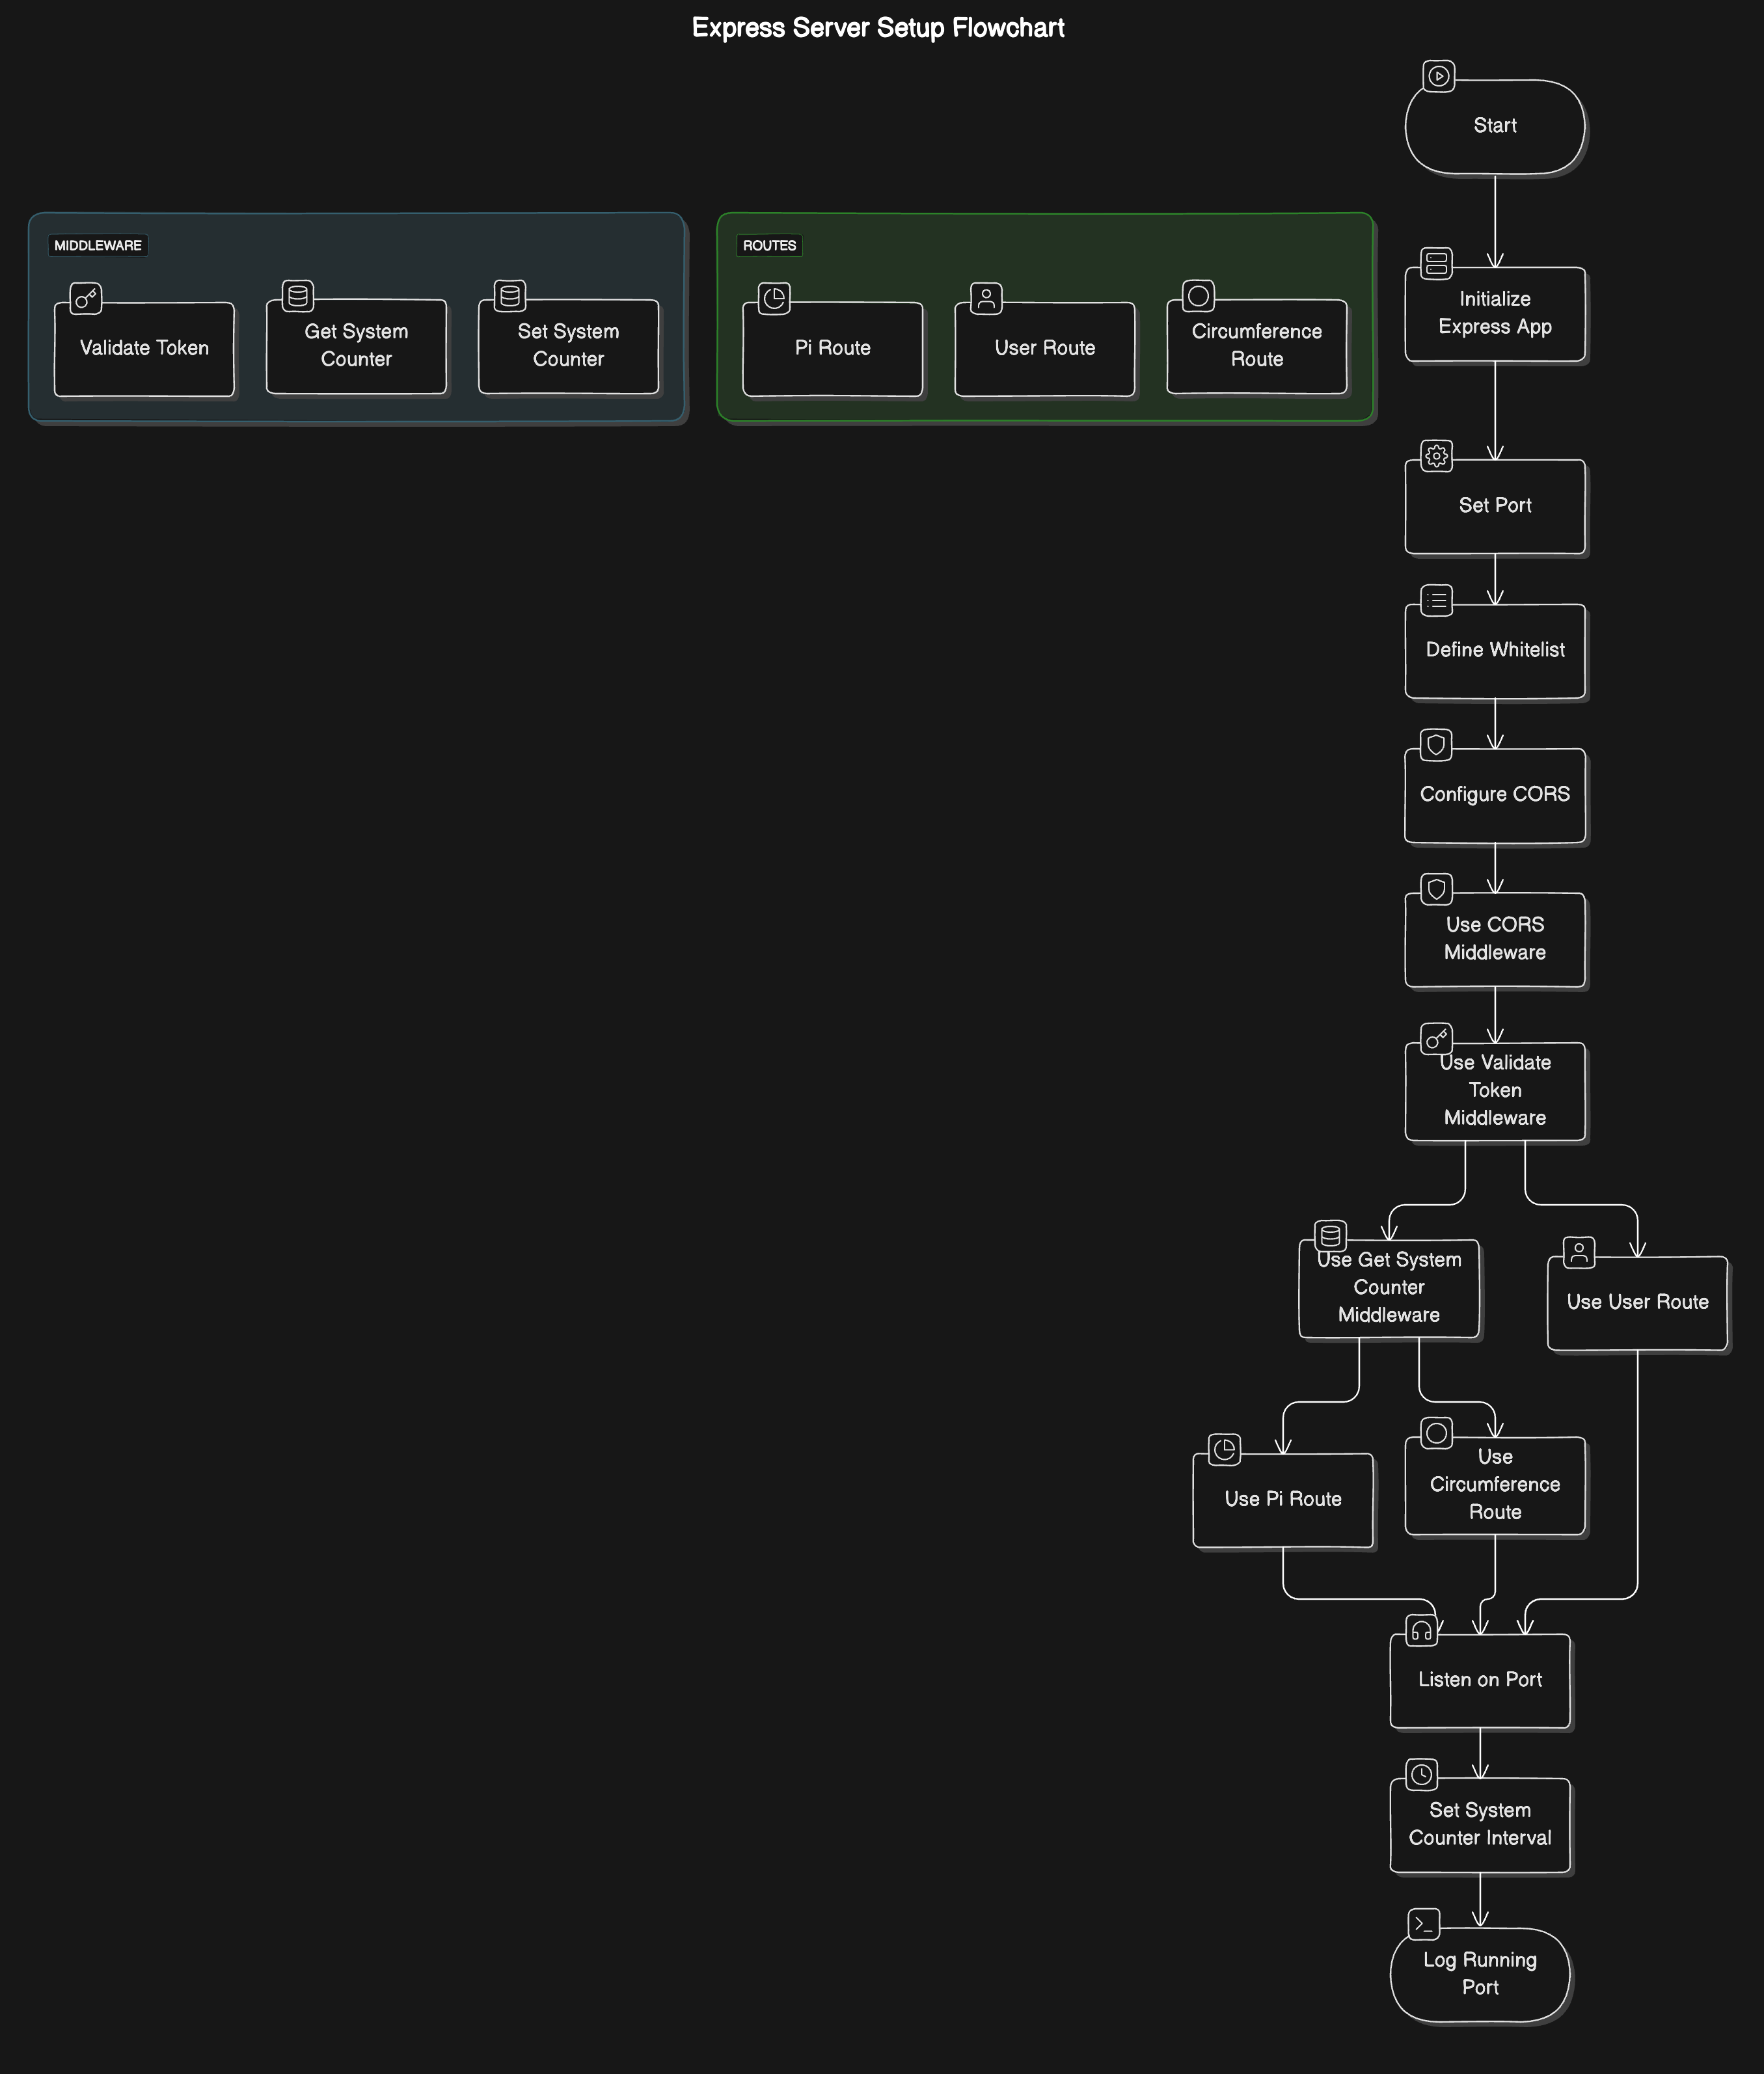 Express Server Setup Flowchart
Start
MIDDLEWARE
Validate Token
Get System
Counter
Set System
Counter
ROUTES
Pi Route
User Route
Circumference
Route
Initialize
Express App
Set Port
Define Whitelist
Configure CORS
Use CORS
Middleware
Use Validate
Token
Middleware
Use Get System
Counter
Middleware
Use User Route
Use Pi Route
Use
Circumference
Route
Listen on Port
Set System
Counter Interval
Log Running
Port